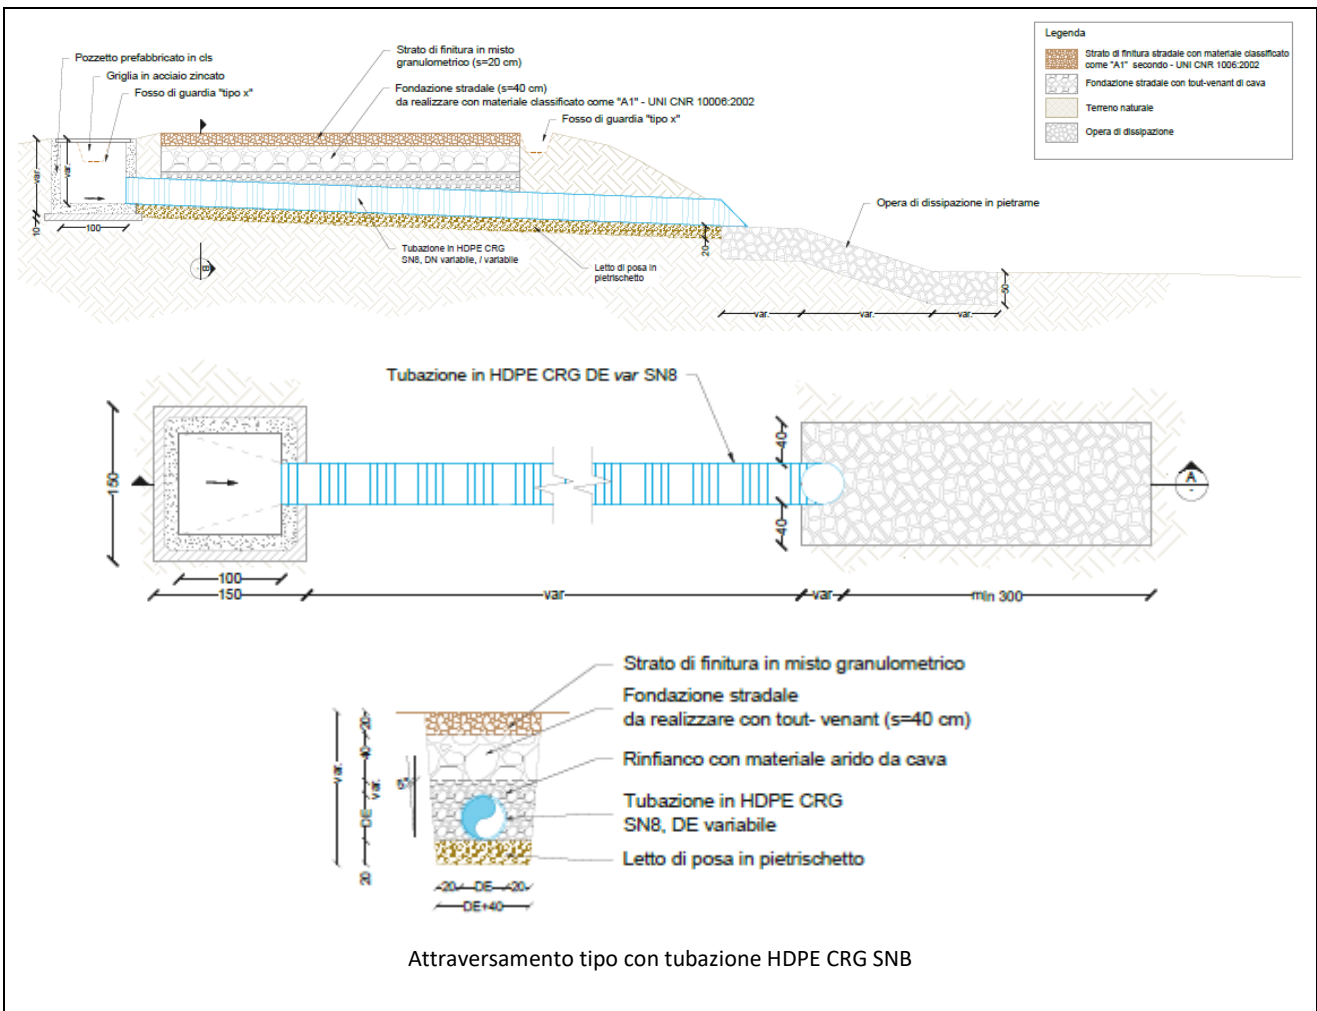 Legenda
Strato di finitura stradale con materiale classificato
come "A1" secondo - UNI CNR 1006:2002
Fondazione stradale con tout-venant di cava
Terreno naturale
Opera di dissipazione
Strato di finitura in misto
granulometrico (s=20 cm)
Pozzetto prefabbricato in cls
Griglia in acciaio zincato
Fosso di guardia "tipo x"
Fondazione stradale (s=40 cm)
da realizzare con materiale classificato come "A1" - UNI CNR 10006:2002
Fosso di guardia "tipo x"
var.
var.
10
100
B
Tubazione in HDPE CRG
SN8, DN variabile, / variabile
Letto di posa in
pietrischetto
20
Opera di dissipazione in pietrame
50
var.
var.
var.
Tubazione in HDPE CRG DE var SN8
150
40
40
A
100
150
var
var
min 300
Strato di finitura in misto granulometrico
Fondazione stradale
da realizzare con tout- venant (s=40 cm)
Rinfianco con materiale arido da cava
Tubazione in HDPE CRG
SN8, DE variabile
Letto di posa in pietrischetto
var.
20
40
var.
DE
20
20
DE
20
DE+40
Attraversamento tipo con tubazione HDPE CRG SNB